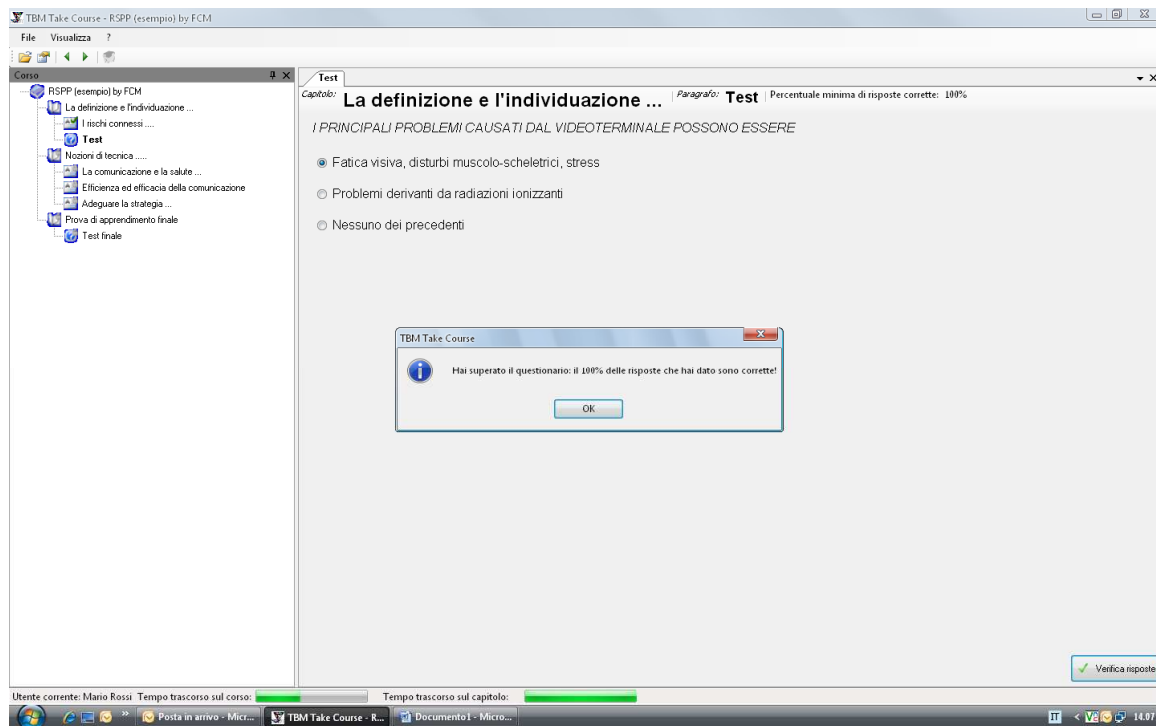 TBM Take Course - RSPP (esempio) by FCM
File Visualizza ?
Corso
RSPP (esempio) by FCM
La definizione e l'individuazione ...
I rischi connessi ....
Test
Nozioni di tecnica .....
La comunicazione e la salute ...
Efficienza ed efficacia della comunicazione
Adeguare la strategia ...
Prova di apprendimento finale
Test finale
Test
Capitolo: La definizione e l'individuazione ... Paragrafo: Test Percentuale minima di risposte corrette: 100%
I PRINCIPALI PROBLEMI CAUSATI DAL VIDEOTERMINALE POSSONO ESSERE
Fatica visiva, disturbi muscolo-scheletrici, stress
Problemi derivanti da radiazioni ionizzanti
Nessuno dei precedenti
TBM Take Course
Hai superato il questionario: il 100% delle risposte che hai dato sono corrette!
OK
Verifica risposte
Utente corrente: Mario Rossi Tempo trascorso sul corso: Tempo trascorso sul capitolo:
Posta in arrivo - Micr... TBM Take Course - R... Documento1 - Micro... IT 14.07